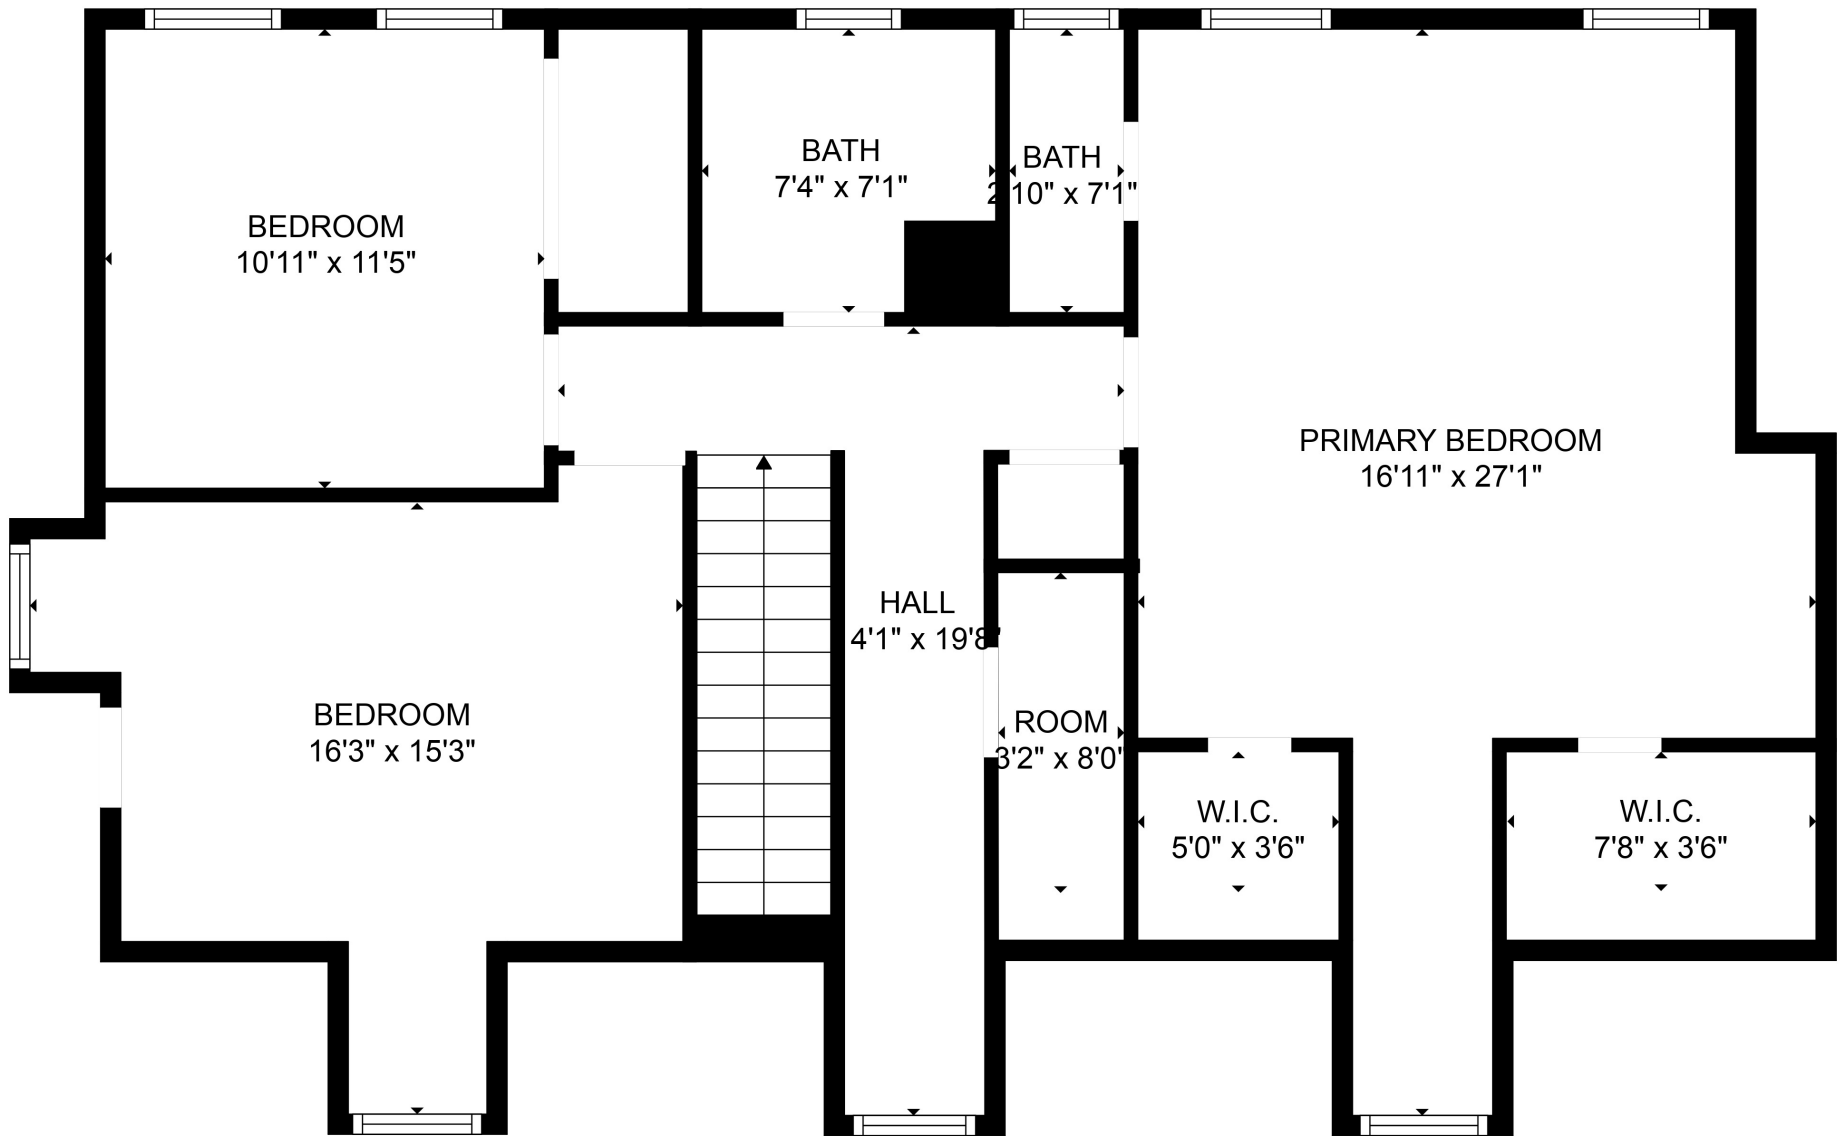 BATH
7'4" x 7'1"
BATH
2'10" x 7'1"
BEDROOM
10'11" x 11'5"
PRIMARY BEDROOM
16'11" x 27'1"
HALL
4'1" x 19'8"
BEDROOM
16'3" x 15'3"
ROOM
3'2" x 8'0"
W.I.C.
5'0" x 3'6"
W.I.C.
7'8" x 3'6"